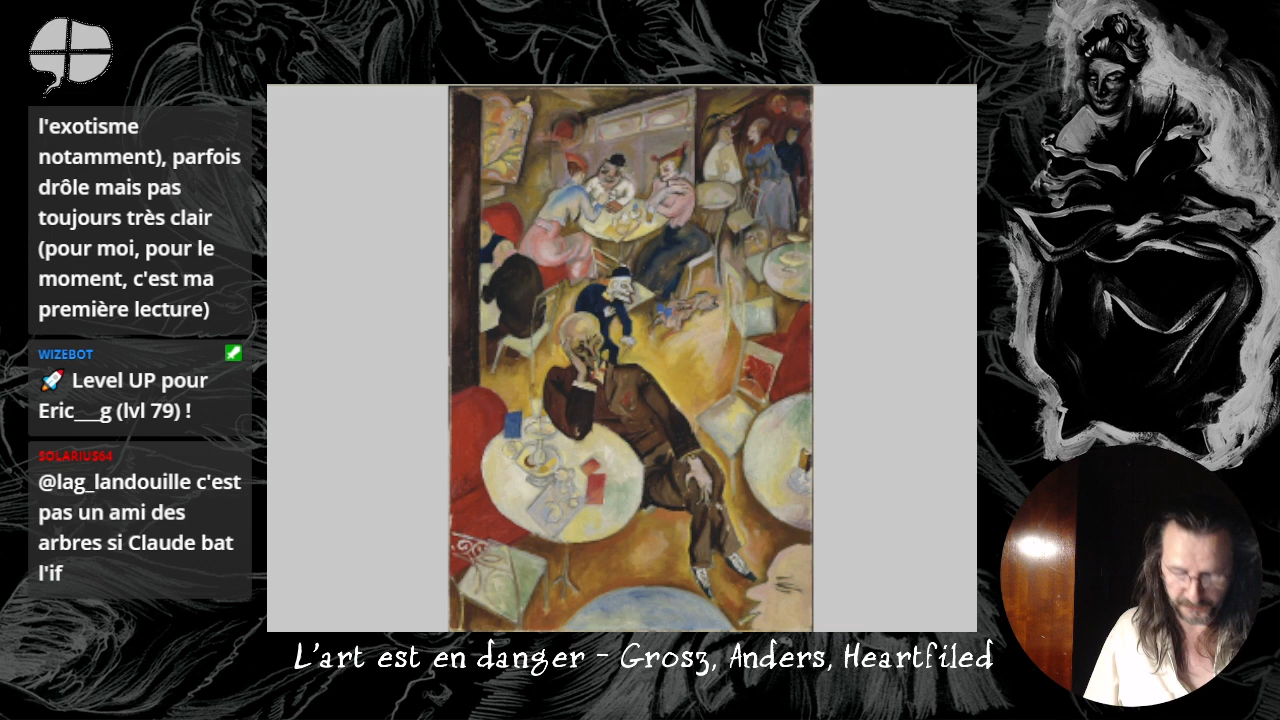 l'exotisme
notamment), parfois
drôle mais pas
toujours très clair
(pour moi, pour le
moment, c'est ma
première lecture)
WIZEBOT
🚀 Level UP pour
Eric___g (lvl 79) !
SOLARIUS64
@lag_landouille c'est
pas un ami des
arbres si Claude bat
l'if
L'art est en danger - Grosz, Anders, Heartfiled